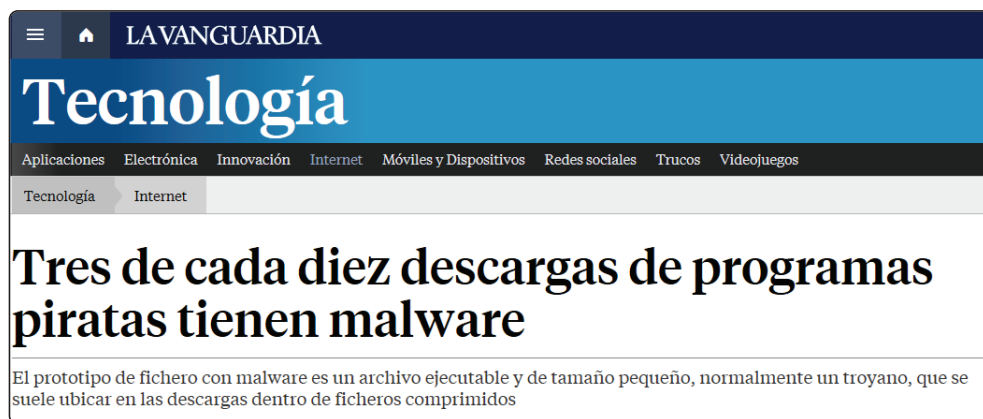 LA VANGUARDIA
Tecnología
Aplicaciones Electrónica Innovación Internet Móviles y Dispositivos Redes sociales Trucos Videojuegos
Tecnología Internet
Tres de cada diez descargas de programas
piratas tienen malware
El prototipo de fichero con malware es un archivo ejecutable y de tamaño pequeño, normalmente un troyano, que se
suele ubicar en las descargas dentro de ficheros comprimidos